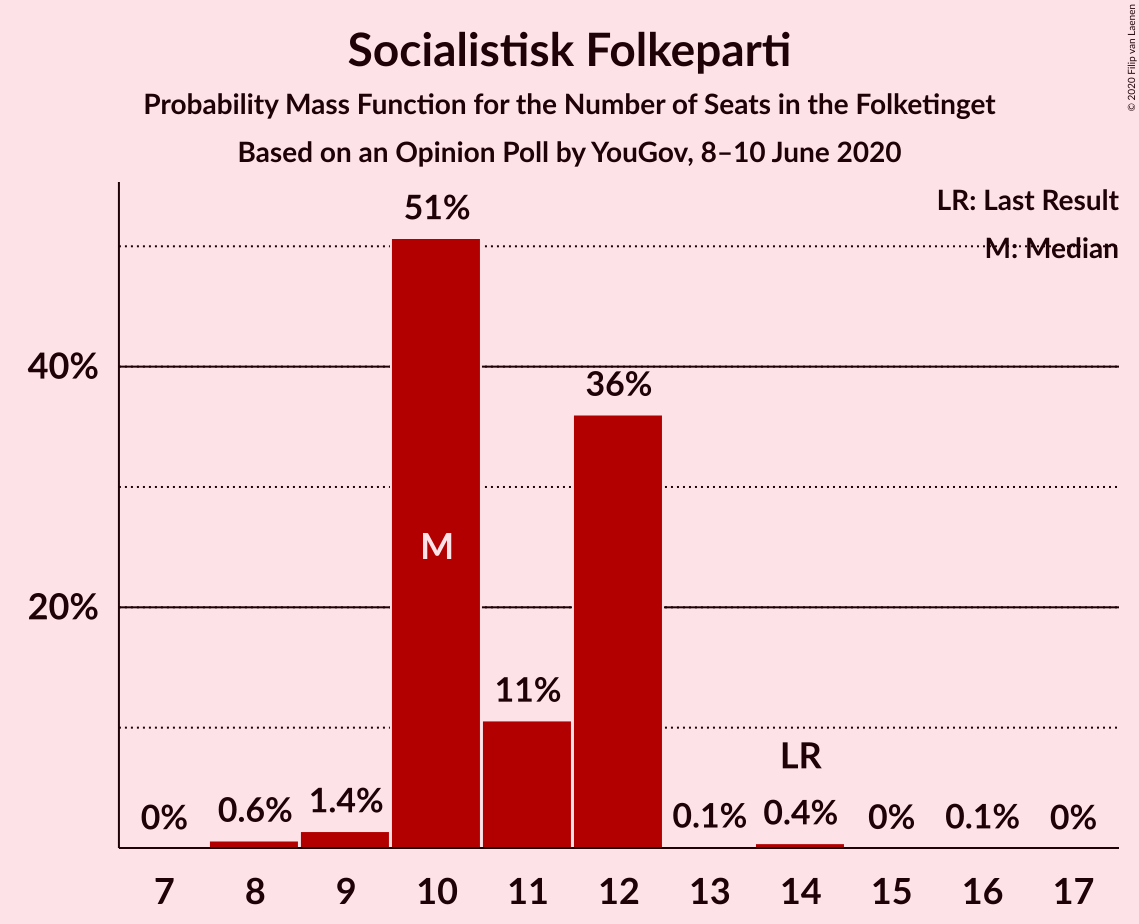 Socialistisk Folkeparti
Probability Mass Function for the Number of Seats in the Folketinget
Based on an Opinion Poll by YouGov, 8–10 June 2020
© 2020 Filip van Laenen
LR: Last Result
M: Median
51%
40%
36%
M
20%
11%
LR
0% 0.6% 1.4% 0.1% 0.4% 0% 0.1% 0%
7 8 9 10 11 12 13 14 15 16 17